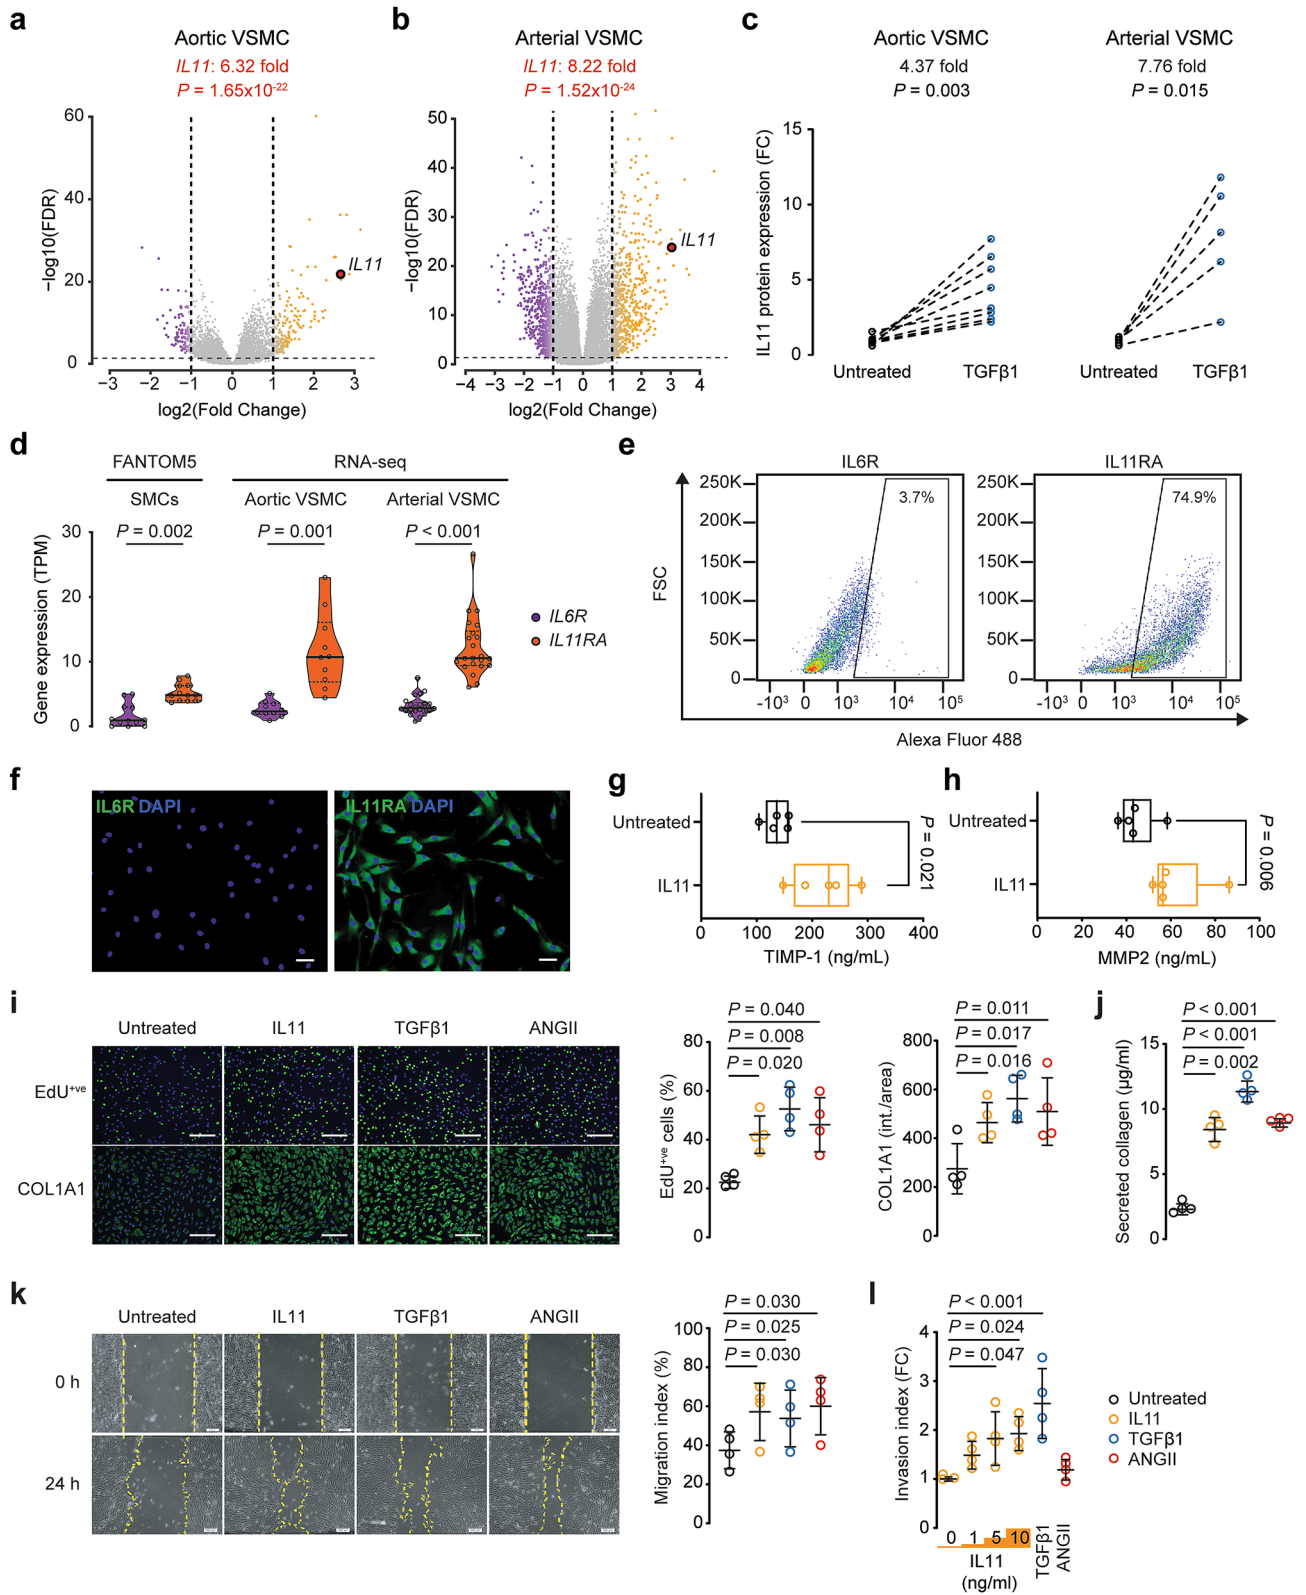 a
Aortic VSMC
IL11: 6.32 fold
P = 1.65x10-22
60
40
20
0
−log10(FDR)
IL11
−3 −2 −1 0 1 2 3
log2(Fold Change)
b
Arterial VSMC
IL11: 8.22 fold
P = 1.52x10-24
50
40
30
20
10
0
−log10(FDR)
IL11
−4 −3 −2 −1 0 1 2 3 4
log2(Fold Change)
c
Aortic VSMC Arterial VSMC
4.37 fold 7.76 fold
P = 0.003 P = 0.015
15
10
5
0
IL11 protein expression (FC)
Untreated TGFβ1 Untreated TGFβ1
d
FANTOM5 RNA-seq
SMCs Aortic VSMC Arterial VSMC
P = 0.002 P = 0.001 P < 0.001
30
20
10
0
Gene expression (TPM)
IL6R
IL11RA
e
IL6R IL11RA
3.7% 74.9%
250K 250K
200K 200K
150K 150K
100K 100K
50K 50K
0 0
FSC
-10³ 0 10³ 10⁴ 10⁵ -10³ 0 10³ 10⁴ 10⁵
Alexa Fluor 488
f
IL6R DAPI IL11RA DAPI
g
Untreated
IL11
P = 0.021
0 100 200 300 400
TIMP-1 (ng/mL)
h
Untreated
IL11
P = 0.006
0 20 40 60 80 100
MMP2 (ng/mL)
i
Untreated IL11 TGFβ1 ANGII
EdU+ve
COL1A1
P = 0.040
P = 0.008
P = 0.020
80
60
40
20
0
EdU+ve cells (%)
P = 0.011
P = 0.017
P = 0.016
800
600
400
200
0
COL1A1 (int./area)
j
P < 0.001
P < 0.001
P = 0.002
15
10
5
0
Secreted collagen (µg/ml)
k
Untreated IL11 TGFβ1 ANGII
0 h
24 h
P = 0.030
P = 0.025
P = 0.030
100
80
60
40
20
0
Migration index (%)
l
P < 0.001
P = 0.024
P = 0.047
4
3
2
1
0
Invasion index (FC)
0 1 5 10 TGFβ1 ANGII
IL11
(ng/ml)
Untreated
IL11
TGFβ1
ANGII